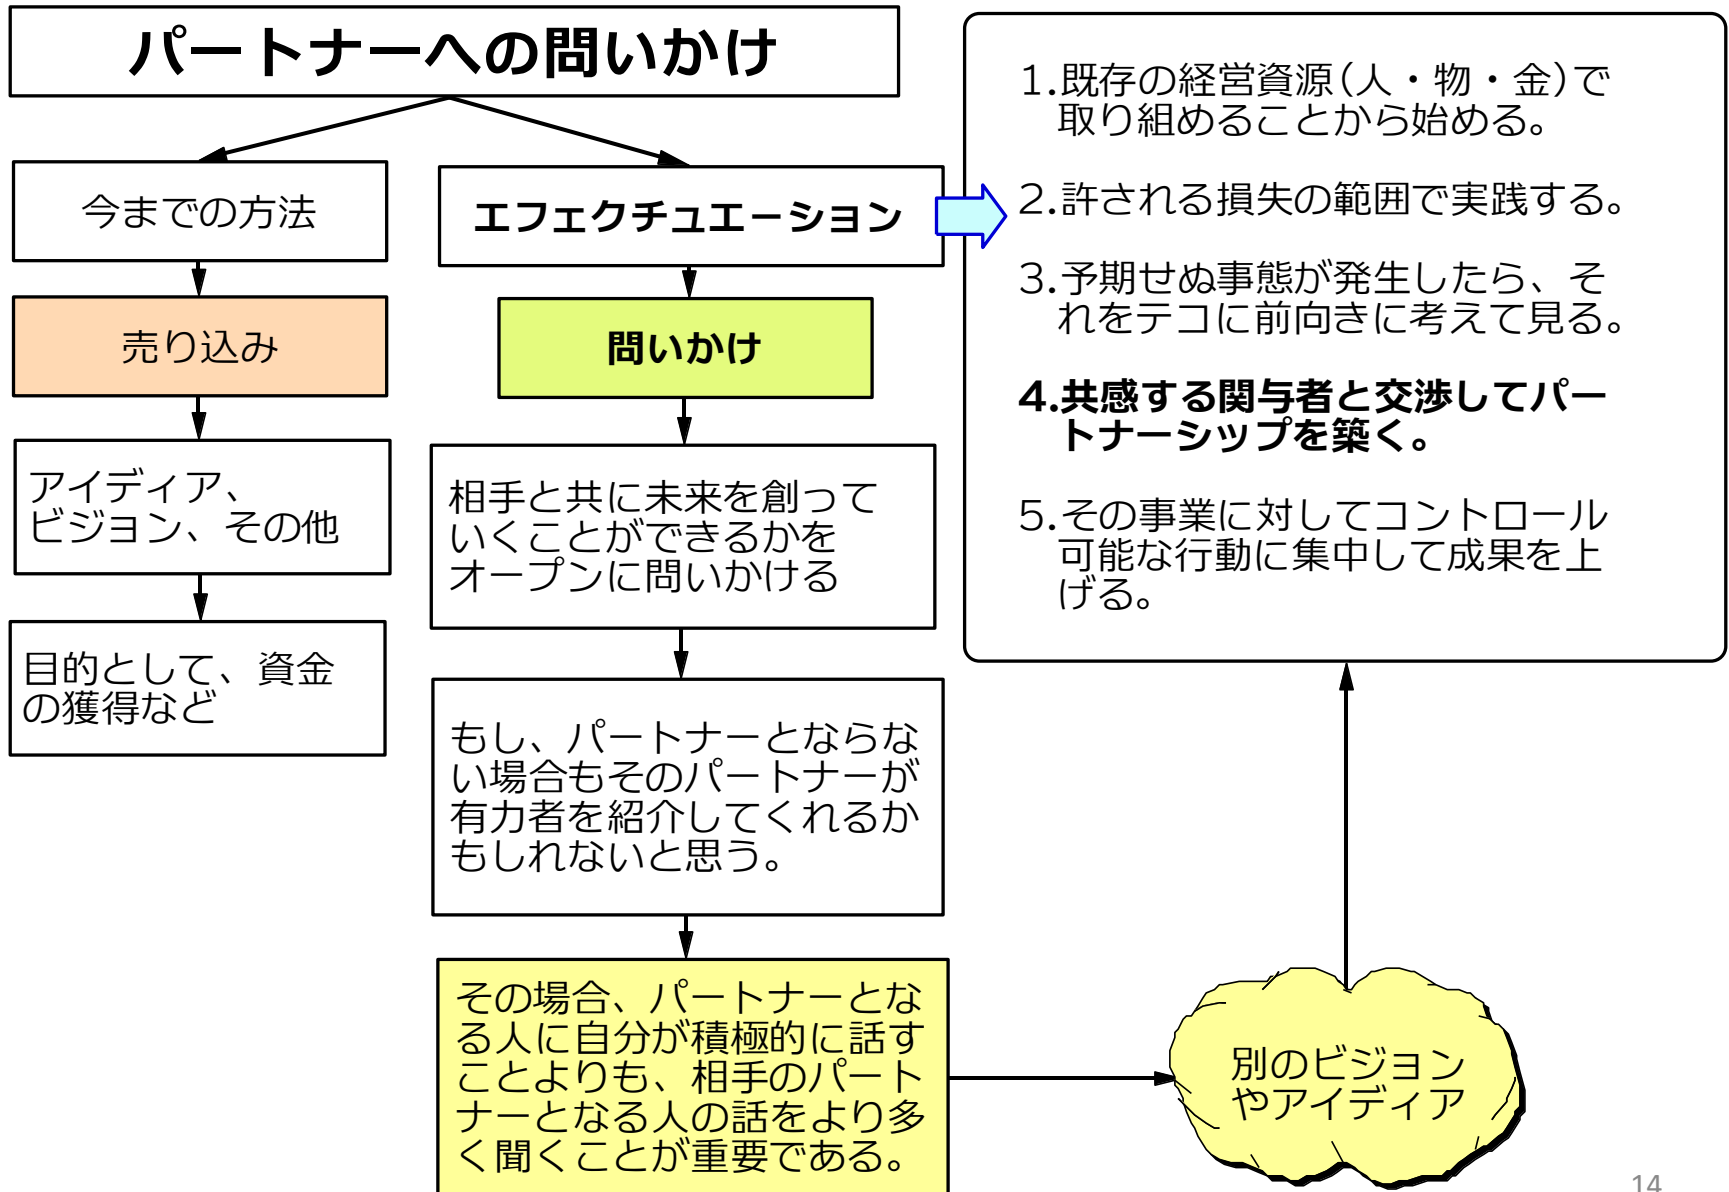 パートナーへの問いかけ
今までの方法
売り込み
アイディア、
ビジョン、その他
目的として、資金
の獲得など
エフェクチュエーション
問いかけ
相手と共に未来を創って
いくことができるかを
オープンに問いかける
もし、パートナーとならな
い場合もそのパートナーが
有力者を紹介してくれるか
もしれないと思う。
その場合、パートナーとな
る人に自分が積極的に話す
ことよりも、相手のパート
ナーとなる人の話をより多
く聞くことが重要である。
別のビジョン
やアイディア
1.既存の経営資源(人・物・金)で
取り組めることから始める。
2.許される損失の範囲で実践する。
3.予期せぬ事態が発生したら、そ
れをテコに前向きに考えて見る。
4.共感する関与者と交渉してパー
トナーシップを築く。
5.その事業に対してコントロール
可能な行動に集中して成果を上
げる。
14